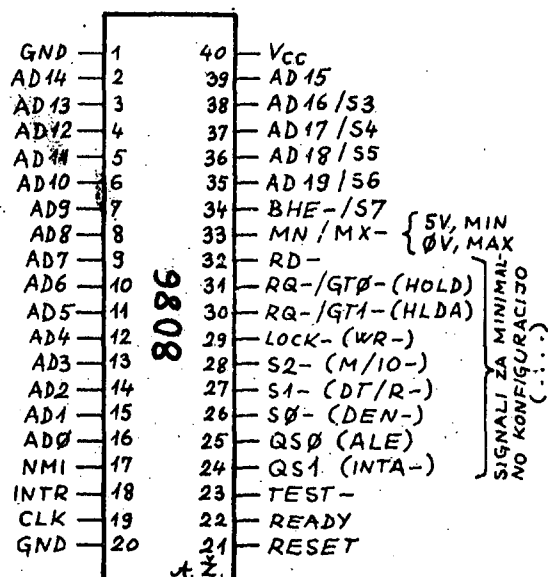 GND 1 40 VCC
AD14 2 39 AD15
AD13 3 38 AD16/S3
AD12 4 37 AD17/S4
AD11 5 36 AD18/S5
AD10 6 35 AD19/S6
AD9 7 34 BHE-/S7
AD8 8 33 MN/MX- { 5V, MIN
0V, MAX
AD7 9 32 RD-
AD6 10 31 RQ-/GT0-(HOLD)
AD5 11 30 RQ-/GT1-(HLDA)
AD4 12 29 LOCK-(WR-)
AD3 13 28 S2-(M/IO-)
AD2 14 27 S1-(DT/R-)
AD1 15 26 S0-(DEN-)
AD0 16 25 QS0 (ALE)
NMI 17 24 QS1 (INTA-)
INTR 18 23 TEST-
CLK 19 22 READY
GND 20 21 RESET
8086
SIGNALI ZA MINIMAL-
NO KONFIGURACIJO
(....)
A.Ž.